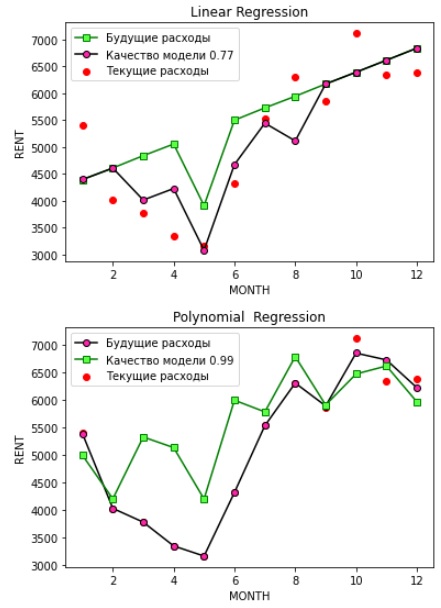 Linear Regression
Будущие расходы
Качество модели 0.77
Текущие расходы
7000
6500
6000
5500
5000
4500
4000
3500
3000
RENT
2 4 6 8 10 12
MONTH
Polynomial  Regression
Будущие расходы
Качество модели 0.99
Текущие расходы
7000
6500
6000
5500
5000
4500
4000
3500
3000
RENT
2 4 6 8 10 12
MONTH